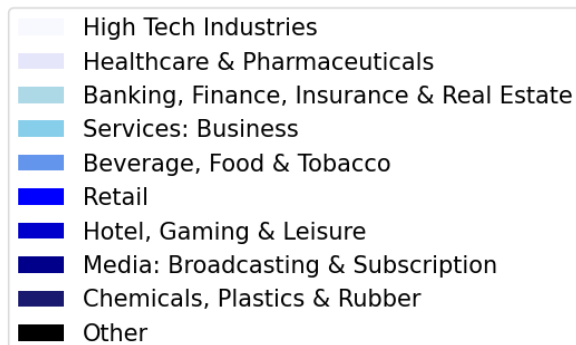 High Tech Industries
Healthcare & Pharmaceuticals
Banking, Finance, Insurance & Real Estate
Services: Business
Beverage, Food & Tobacco
Retail
Hotel, Gaming & Leisure
Media: Broadcasting & Subscription
Chemicals, Plastics & Rubber
Other